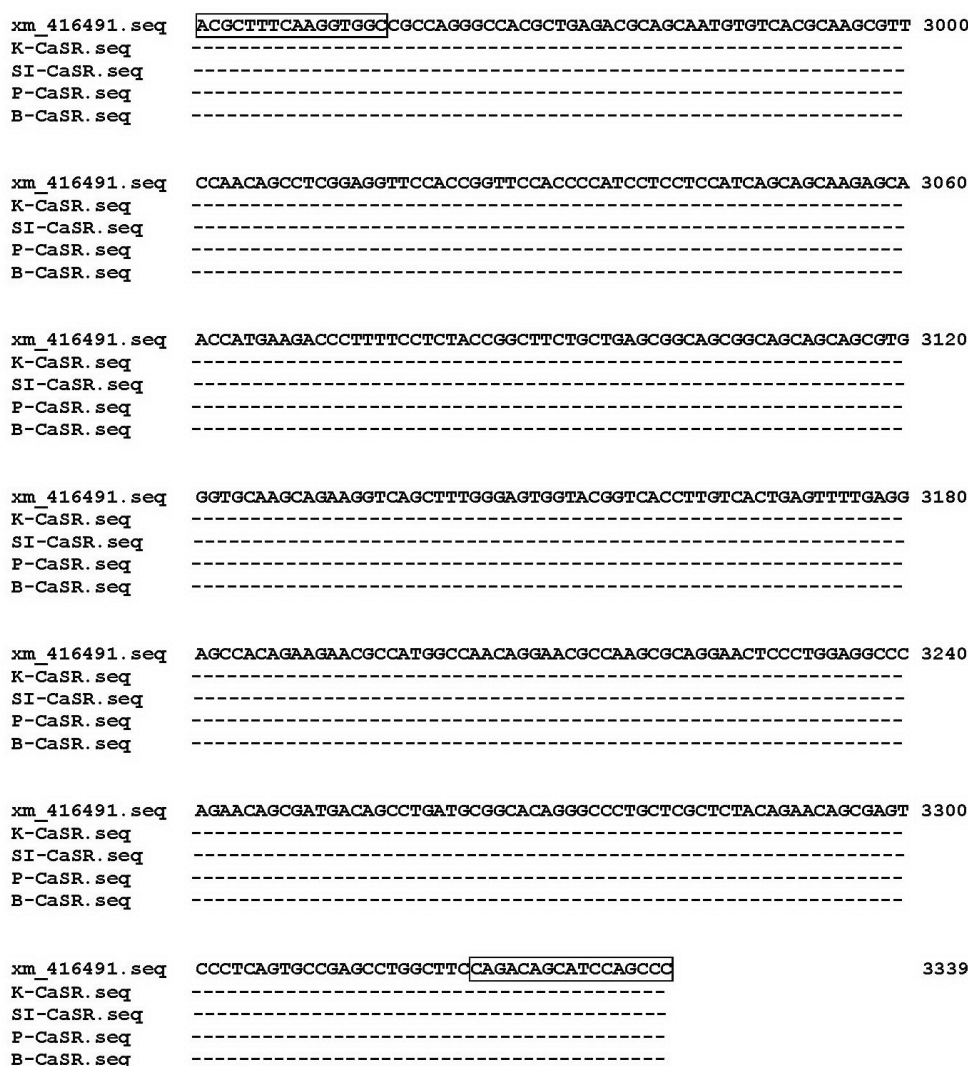 xm_416491.seq ACGCTTTCAAGGTGGCCGCCAGGGCCACGCTGAGACGCAGCAATGTGTCACGCAAGCGTT 3000
K-CaSR.seq ------------------------------------------------------------
SI-CaSR.seq ------------------------------------------------------------
P-CaSR.seq ------------------------------------------------------------
B-CaSR.seq ------------------------------------------------------------
xm_416491.seq CCAACAGCCTCGGAGGTTCCACCGGTTCCACCCCATCCTCCTCCATCAGCAGCAAGAGCA 3060
K-CaSR.seq ------------------------------------------------------------
SI-CaSR.seq ------------------------------------------------------------
P-CaSR.seq ------------------------------------------------------------
B-CaSR.seq ------------------------------------------------------------
xm_416491.seq ACCATGAAGACCCTTTTCCTCTACCGGCTTCTGCTGAGCGGCAGCGGCAGCAGCAGCGTG 3120
K-CaSR.seq ------------------------------------------------------------
SI-CaSR.seq ------------------------------------------------------------
P-CaSR.seq ------------------------------------------------------------
B-CaSR.seq ------------------------------------------------------------
xm_416491.seq GGTGCAAGCAGAAGGTCAGCTTTGGGAGTGGTACGGTCACCTTGTCACTGAGTTTTGAGG 3180
K-CaSR.seq ------------------------------------------------------------
SI-CaSR.seq ------------------------------------------------------------
P-CaSR.seq ------------------------------------------------------------
B-CaSR.seq ------------------------------------------------------------
xm_416491.seq AGCCACAGAAGAACGCCATGGCCAACAGGAACGCCAAGCGCAGGAACTCCCTGGAGGCCC 3240
K-CaSR.seq ------------------------------------------------------------
SI-CaSR.seq ------------------------------------------------------------
P-CaSR.seq ------------------------------------------------------------
B-CaSR.seq ------------------------------------------------------------
xm_416491.seq AGAACAGCGATGACAGCCTGATGCGGCACAGGGCCCTGCTCGCTCTACAGAACAGCGAGT 3300
K-CaSR.seq ------------------------------------------------------------
SI-CaSR.seq ------------------------------------------------------------
P-CaSR.seq ------------------------------------------------------------
B-CaSR.seq ------------------------------------------------------------
xm_416491.seq CCCTCAGTGCCGAGCCTGGCTTCCAGACAGCATCCAGCCC 3339
K-CaSR.seq ----------------------------------------
SI-CaSR.seq ----------------------------------------
P-CaSR.seq ----------------------------------------
B-CaSR.seq ----------------------------------------